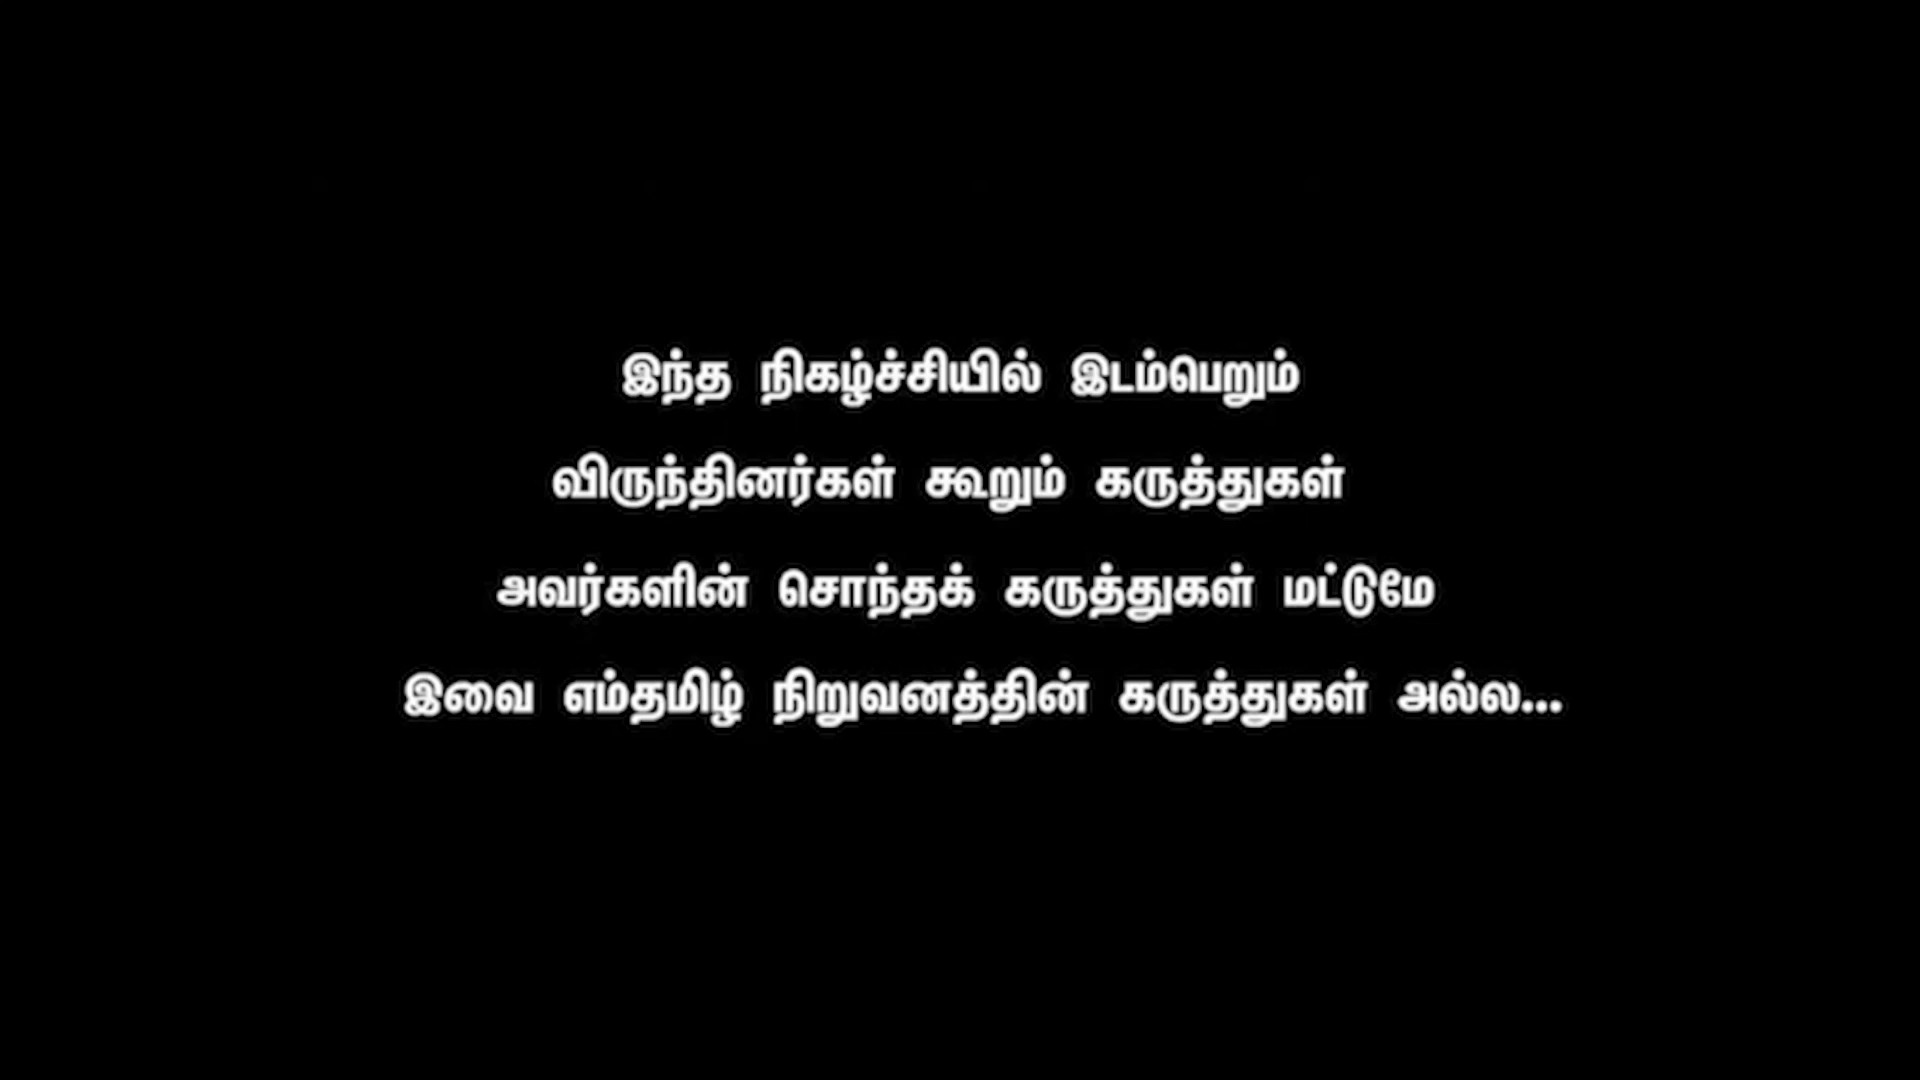 இந்த நிகழ்ச்சியில் இடம்பெறும்
விருந்தினர்கள் கூறும் கருத்துகள்
அவர்களின் சொந்தக் கருத்துகள் மட்டுமே
இவை எம்தமிழ் நிறுவனத்தின் கருத்துகள் அல்ல...